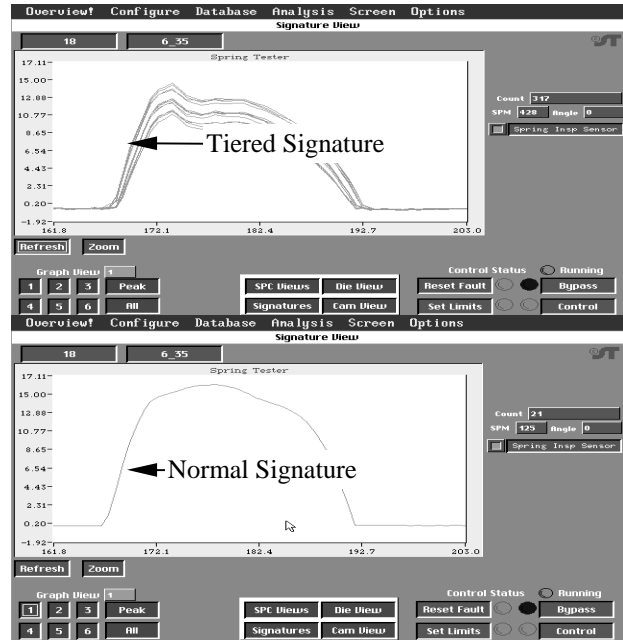 Overview! Configure Database Analysis Screen Options
Signature View
18 6_35
ST
Spring Tester
17.11
15.00
12.88
10.77
8.65
6.54
4.43
2.31
0.20
-1.92
161.8 172.1 182.4 192.7 203.0
Tiered Signature
Count 317
SPM 428 Angle 0
Spring Insp Sensor
Refresh Zoom
Graph View 1
1 2 3 Peak
4 5 6 All
SPC Views Die View
Signatures Cam View
Control Status Running
Reset Fault Bypass
Set Limits Control
Overview! Configure Database Analysis Screen Options
Signature View
18 6_35
ST
Spring Tester
17.11
15.00
12.88
10.77
8.65
6.54
4.43
2.31
0.20
-1.92
161.8 172.1 182.4 192.7 203.0
Normal Signature
Count 21
SPM 125 Angle 0
Spring Insp Sensor
Refresh Zoom
Graph View 1
1 2 3 Peak
4 5 6 All
SPC Views Die View
Signatures Cam View
Control Status Running
Reset Fault Bypass
Set Limits Control